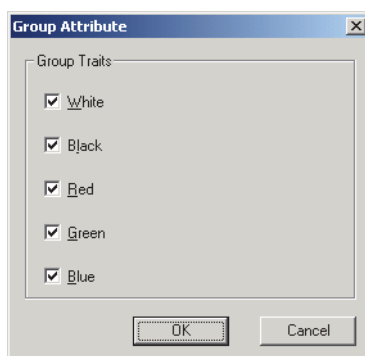 Group Attribute
Group Traits
White
Black
Red
Green
Blue
OK Cancel